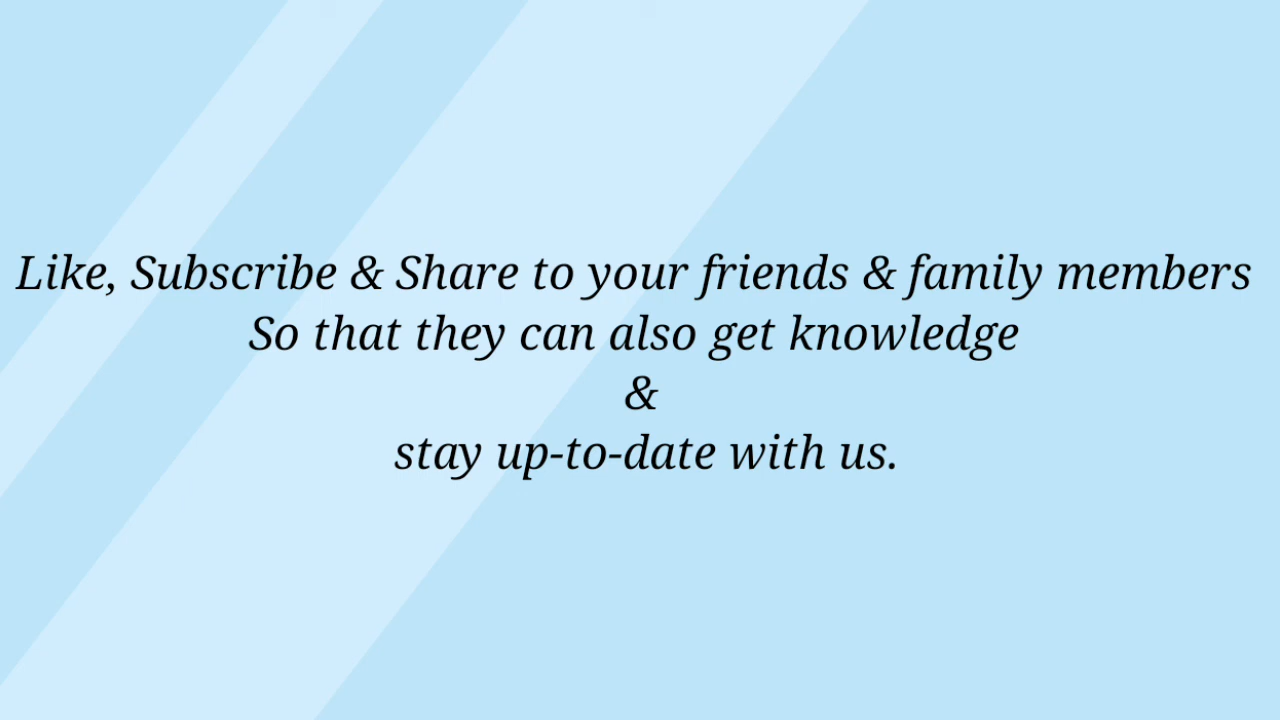 Like, Subscribe & Share to your friends & family members
So that they can also get knowledge
&
stay up-to-date with us.